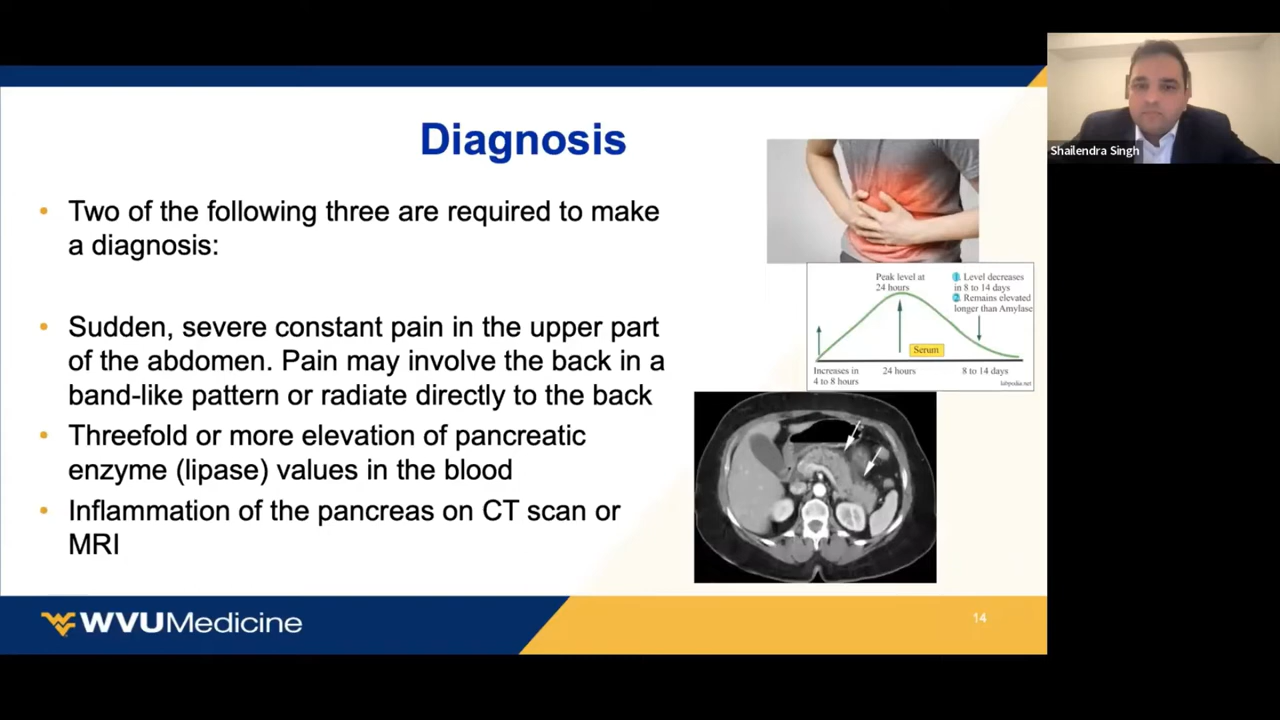 Diagnosis
• Two of the following three are required to make
a diagnosis:
• Sudden, severe constant pain in the upper part
of the abdomen. Pain may involve the back in a
band-like pattern or radiate directly to the back
• Threefold or more elevation of pancreatic
enzyme (lipase) values in the blood
• Inflammation of the pancreas on CT scan or
MRI
Peak level at
24 hours
1. Level decreases
in 8 to 14 days
2. Remains elevated
longer than Amylase
Serum
Increases in
4 to 8 hours
24 hours
8 to 14 days
labpedia.net
WVUMedicine
14
Shailendra Singh